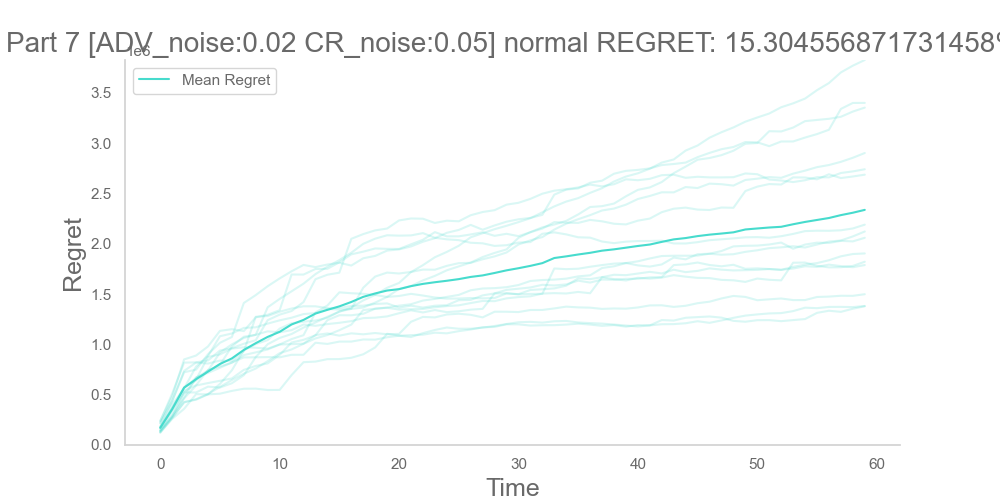 Part 7 [ADV_noise:0.02 CR_noise:0.05] normal REGRET: 15.304556871731458%
1e6
Mean Regret
3.5
3.0
2.5
2.0
1.5
1.0
0.5
0.0
Regret
0 10 20 30 40 50 60
Time